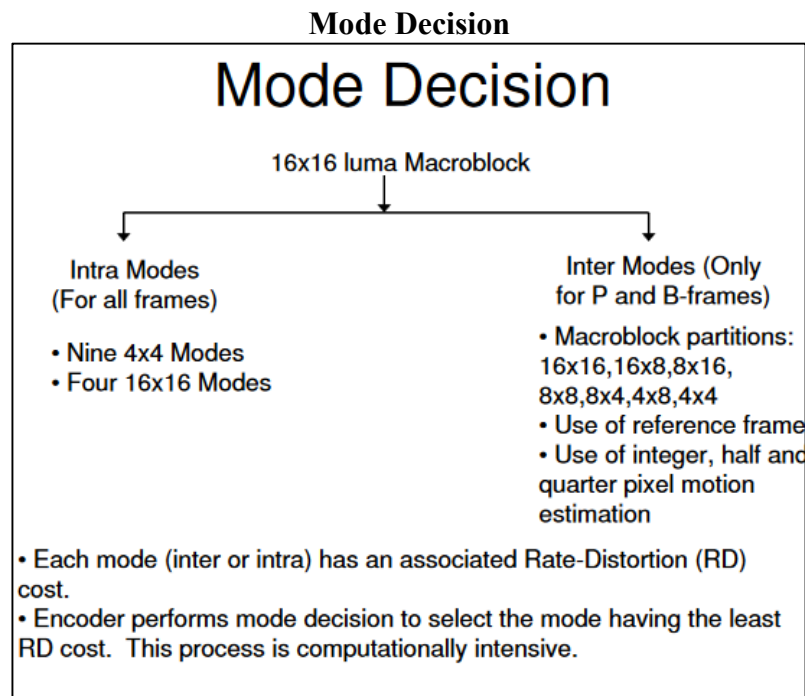 Mode Decision
Mode Decision
16x16 luma Macroblock
Intra Modes
(For all frames)
• Nine 4x4 Modes
• Four 16x16 Modes
Inter Modes (Only
for P and B-frames)
• Macroblock partitions:
16x16,16x8,8x16,
8x8,8x4,4x8,4x4
• Use of reference frame
• Use of integer, half and
quarter pixel motion
estimation
• Each mode (inter or intra) has an associated Rate-Distortion (RD)
cost.
• Encoder performs mode decision to select the mode having the least
RD cost. This process is computationally intensive.